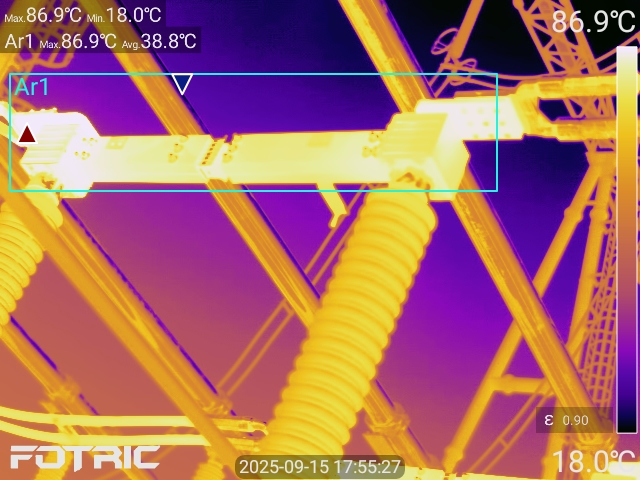 Max.86.9℃ Min.18.0℃
Ar1 Max.86.9℃ Avg.38.8℃
86.9℃
Ar1
ε 0.90
FOTRIC
2025-09-15 17:55:27
18.0℃